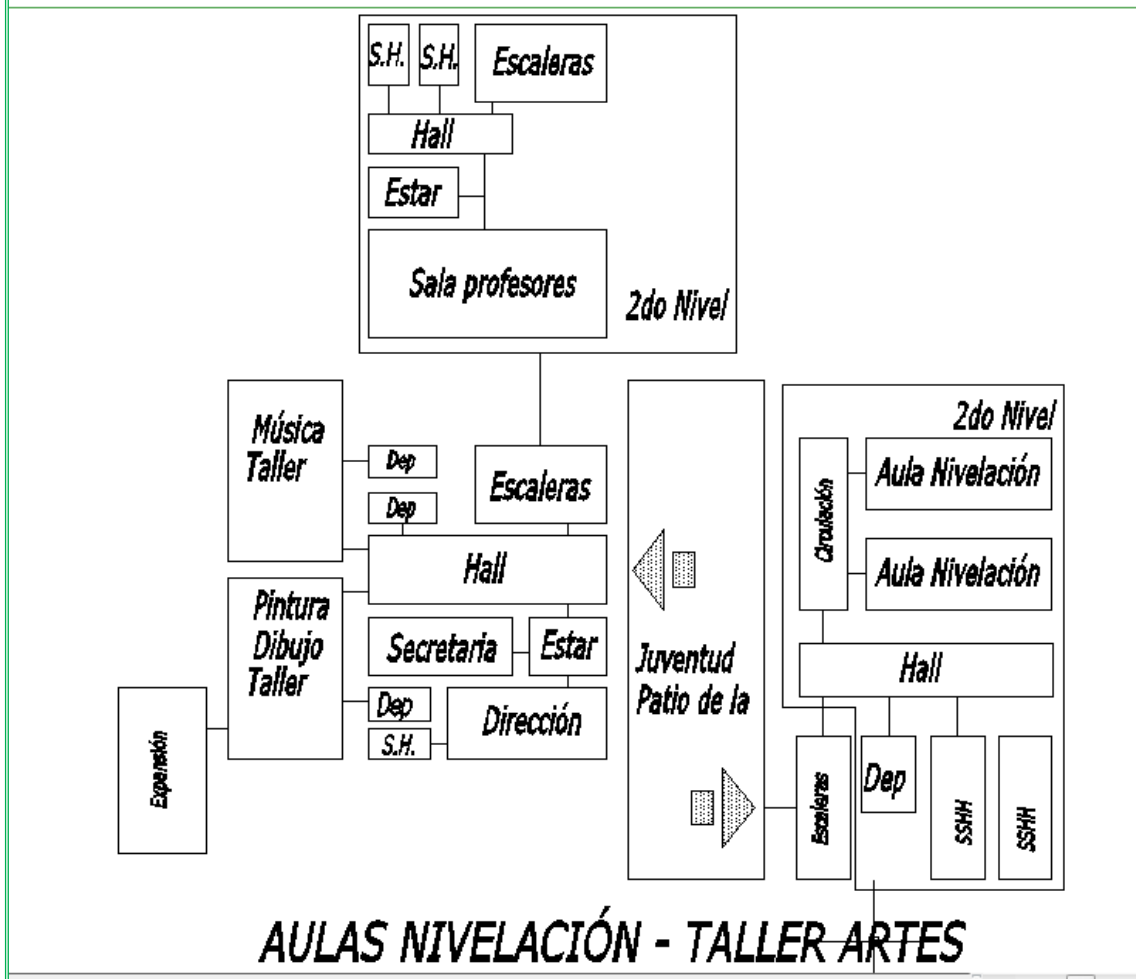 S.H.
S.H.
Escaleras
Hall
Estar
Sala profesores
2do Nivel
Música
Taller
Dep
Dep
Escaleras
Hall
Pintura
Dibujo
Taller
Secretaria
Estar
Dep
S.H.
Dirección
Expansión
Juventud
Patio de la
2do Nivel
Circulación
Aula Nivelación
Aula Nivelación
Hall
Escaleras
Dep
SSHH
SSHH
AULAS NIVELACIÓN - TALLER ARTES